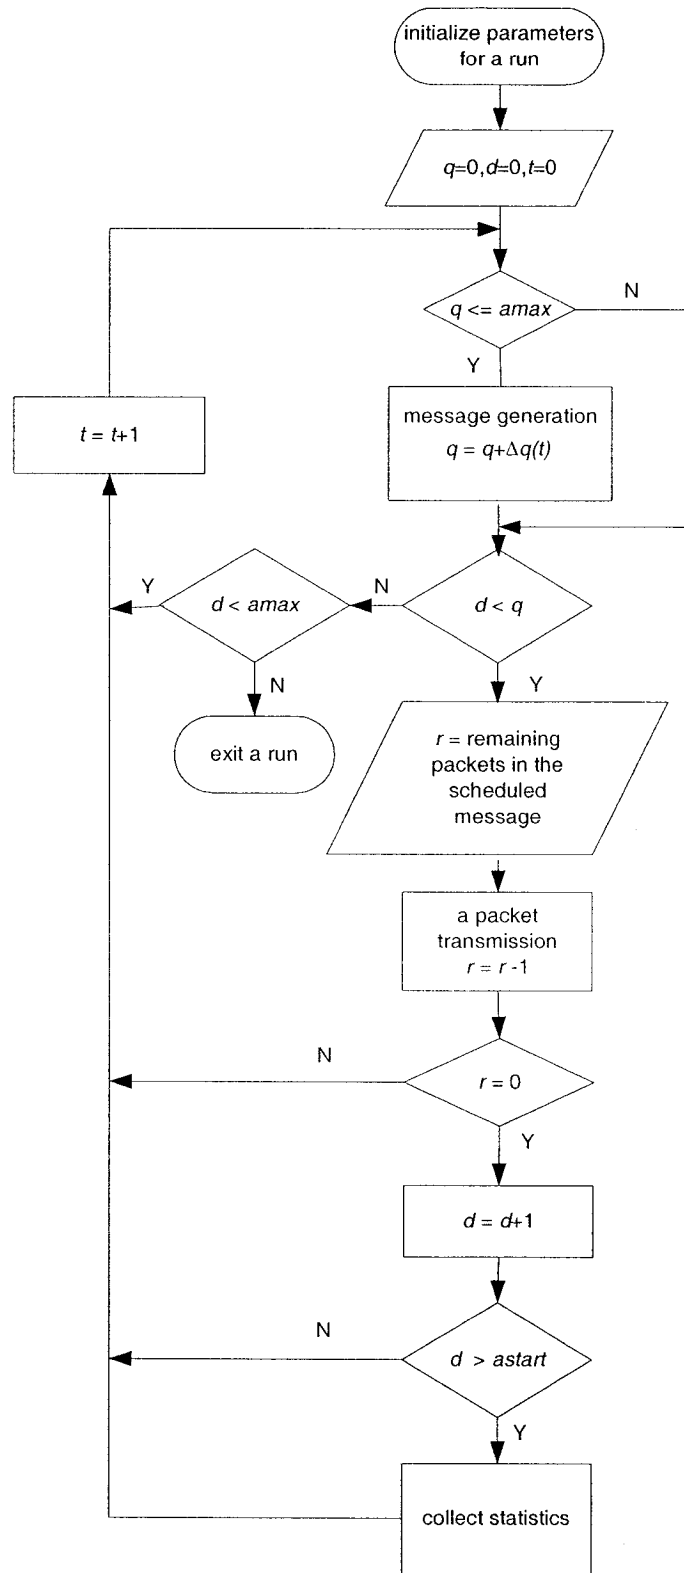 initialize parameters
for a run
q=0,d=0,t=0
q <= amax
N
Y
message generation
q = q+Δq(t)
t = t+1
Y
d < amax
N
d < q
N
Y
exit a run
r = remaining
packets in the
scheduled
message
a packet
transmission
r = r -1
N
r = 0
Y
d = d+1
N
d > astart
Y
collect statistics